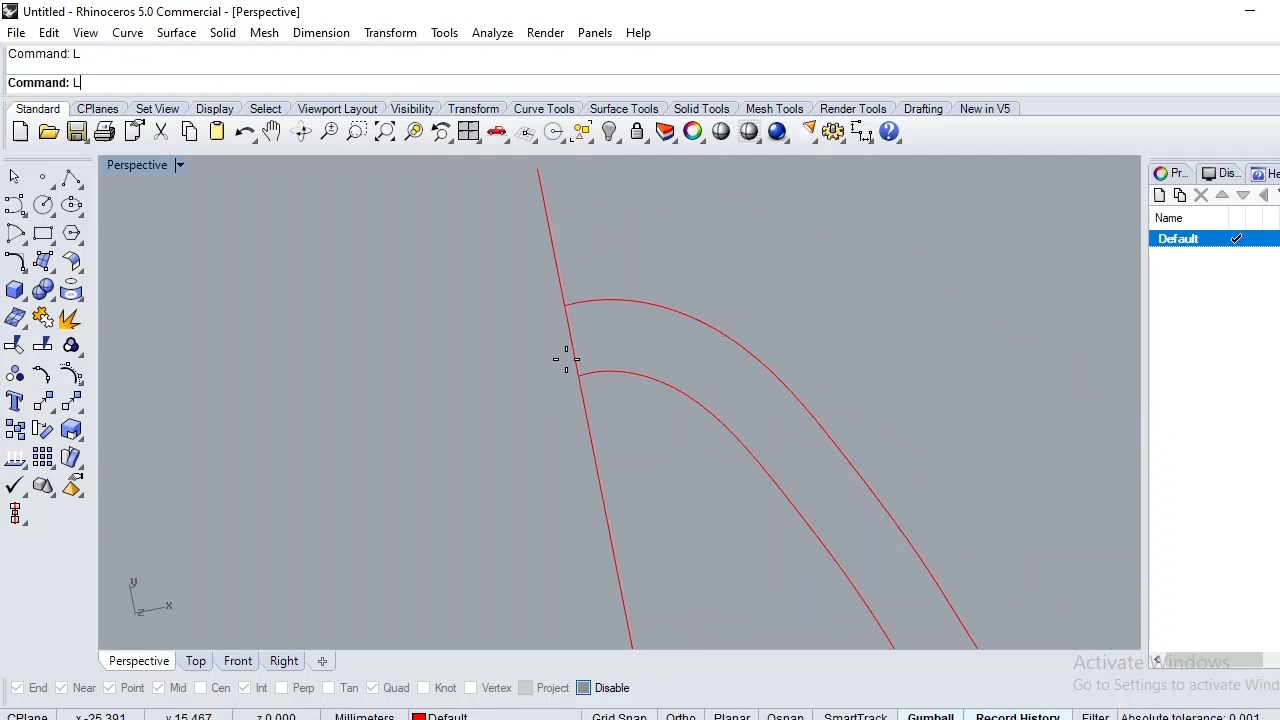 Untitled - Rhinoceros 5.0 Commercial - [Perspective]
File Edit View Curve Surface Solid Mesh Dimension Transform Tools Analyze Render Panels Help
Command: L
Command: L
Standard CPlanes Set View Display Select Viewport Layout Visibility Transform Curve Tools Surface Tools Solid Tools Mesh Tools Render Tools Drafting New in V5
Perspective
Pr... Dis... He
Name
Default
y
x
z
Perspective Top Front Right
Activate Windows
Go to Settings to activate Wind
End Near Point Mid Cen Int Perp Tan Quad Knot Vertex Project Disable
CPlane x -25.391 y 15.467 z 0.000 Millimeters Default Grid Snap Ortho Planar Osnap SmartTrack Gumball Record History Filter Absolute tolerance: 0.001